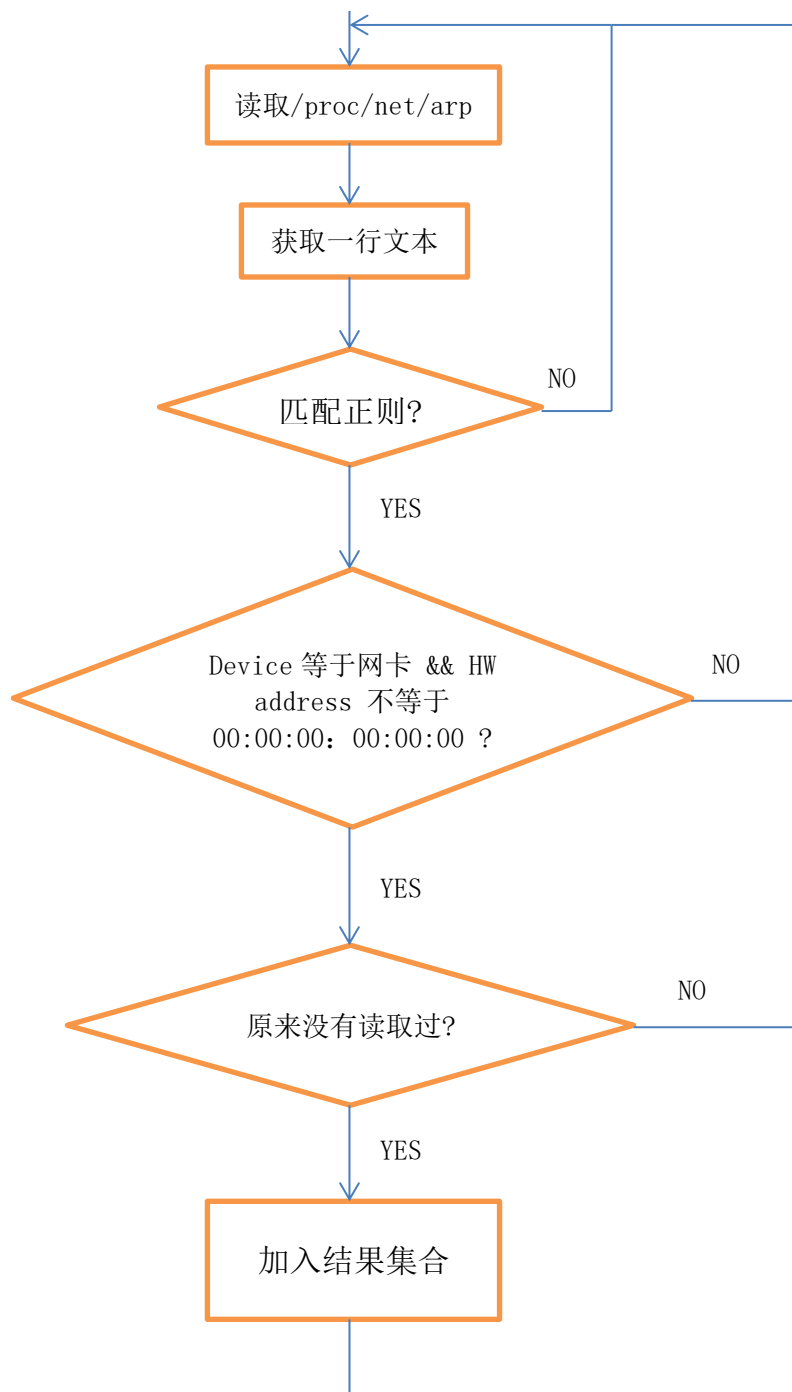 读取/proc/net/arp
获取一行文本
匹配正则?
NO
YES
Device 等于网卡 && HW
address 不等于
00:00:00：00:00:00 ?
NO
YES
原来没有读取过?
NO
YES
加入结果集合